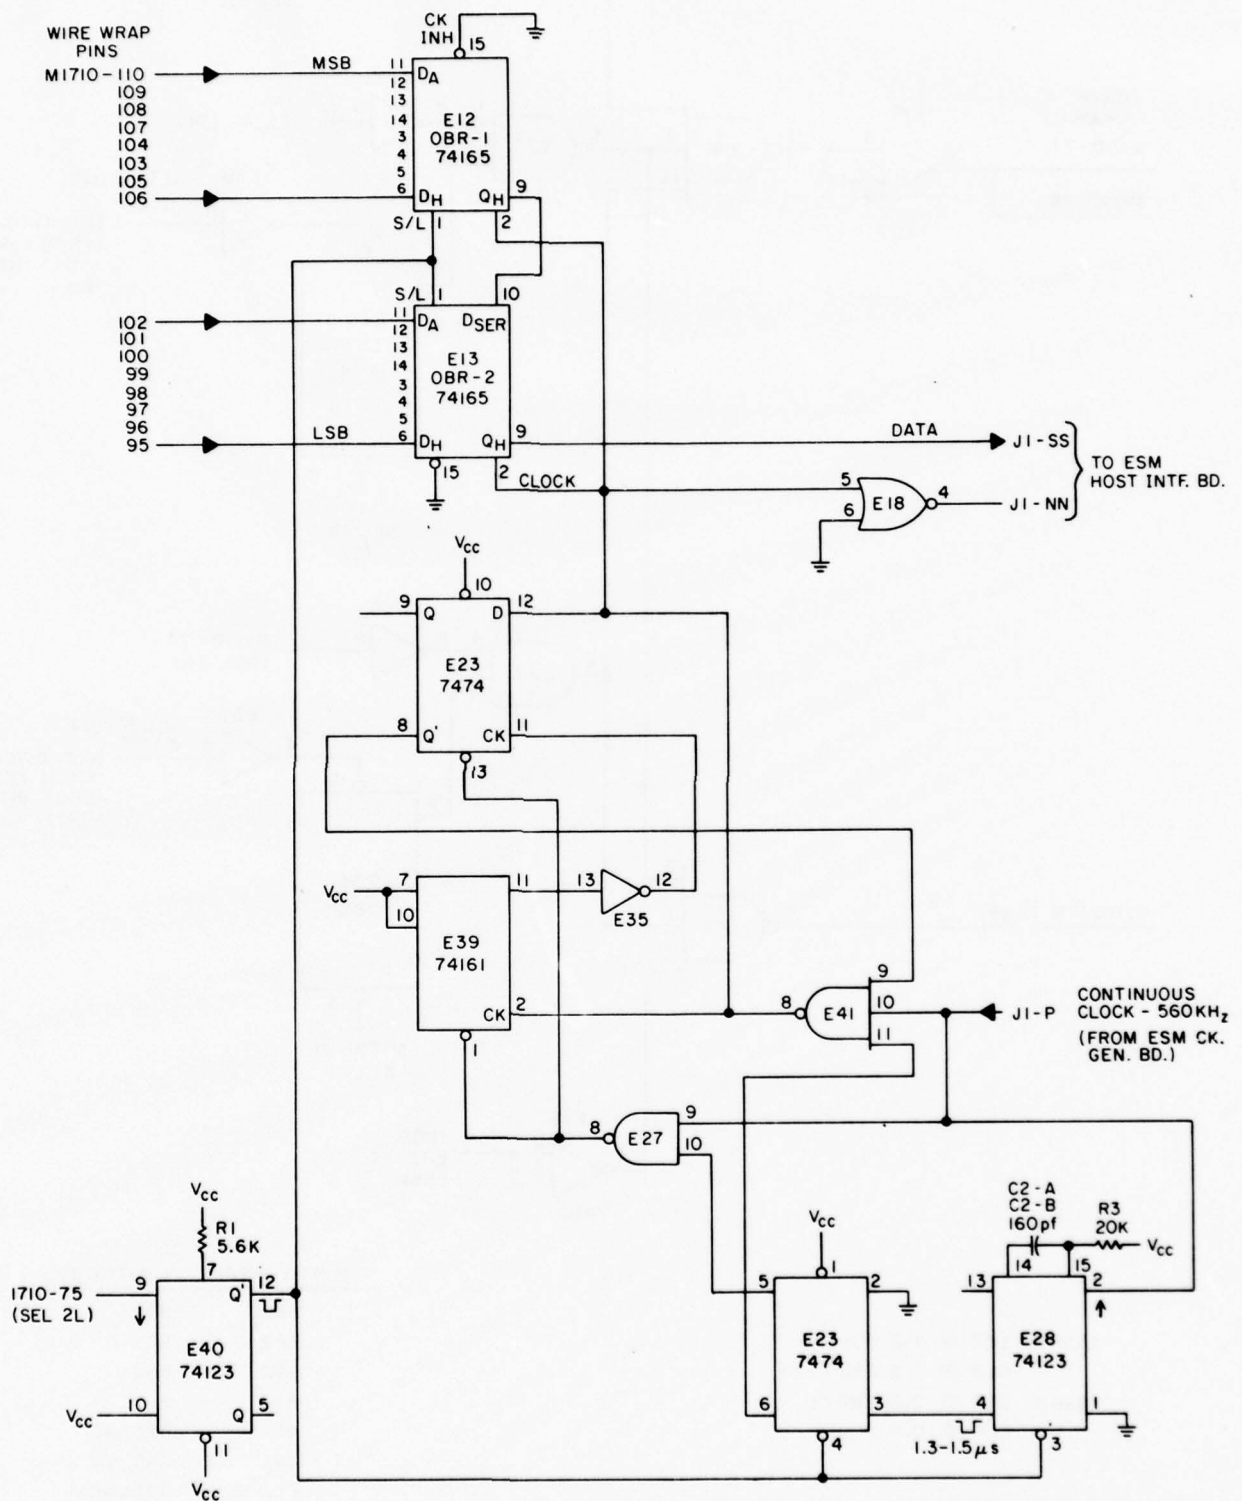 WIRE WRAP
PINS
M1710-110
109
108
107
104
103
105
106
MSB
CK
INH
15
11
12
13
14
3
4
5
6
DA
E12
OBR-1
74165
DH
QH
9
S/L
1
2
102
101
100
99
98
97
96
95
LSB
S/L
1
10
11
12
13
14
3
4
5
6
DA
DSER
E13
OBR-2
74165
DH
QH
9
15
2
CLOCK
DATA
J1-SS
TO ESM
HOST INTF. BD.
5
6
E18
4
J1-NN
VCC
10
9
Q
D
12
E23
7474
8
Q'
CK
11
13
VCC
7
10
11
E39
74161
CK
2
1
13
12
E35
8
E41
9
10
11
J1-P
CONTINUOUS
CLOCK - 560KHz
(FROM ESM CK.
GEN. BD.)
8
E27
9
10
VCC
R1
5.6K
7
1710-75
(SEL 2L)
9
Q'
12
E40
74123
VCC
10
Q
5
11
VCC
VCC
1
5
2
E23
7474
6
3
4
C2-A
C2-B
160pf
R3
20K
VCC
14
15
13
2
E28
74123
4
1
3
1.3-1.5µs